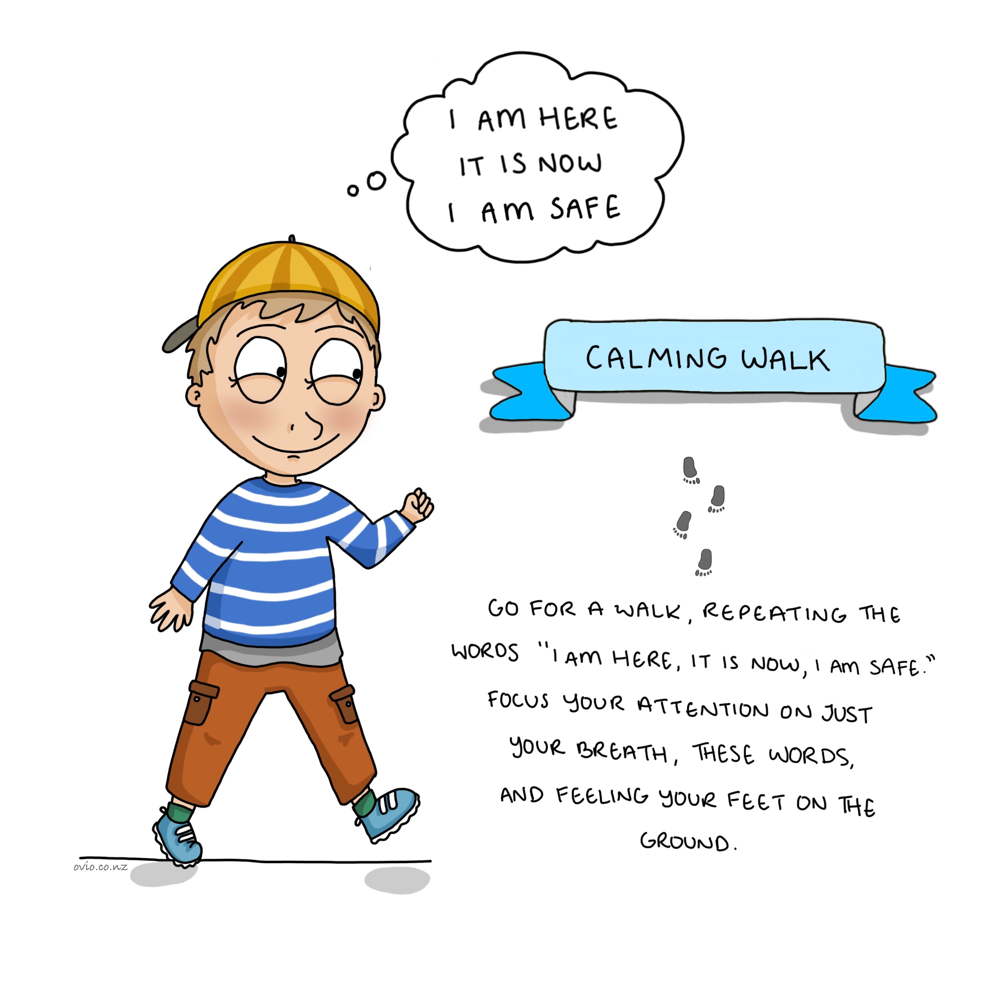 I AM HERE
IT IS NOW
I AM SAFE
CALMING WALK
GO FOR A WALK, REPEATING THE
WORDS "I AM HERE, IT IS NOW, I AM SAFE."
FOCUS YOUR ATTENTION ON JUST
YOUR BREATH, THESE WORDS,
AND FEELING YOUR FEET ON THE
GROUND.
ovio.co.nz